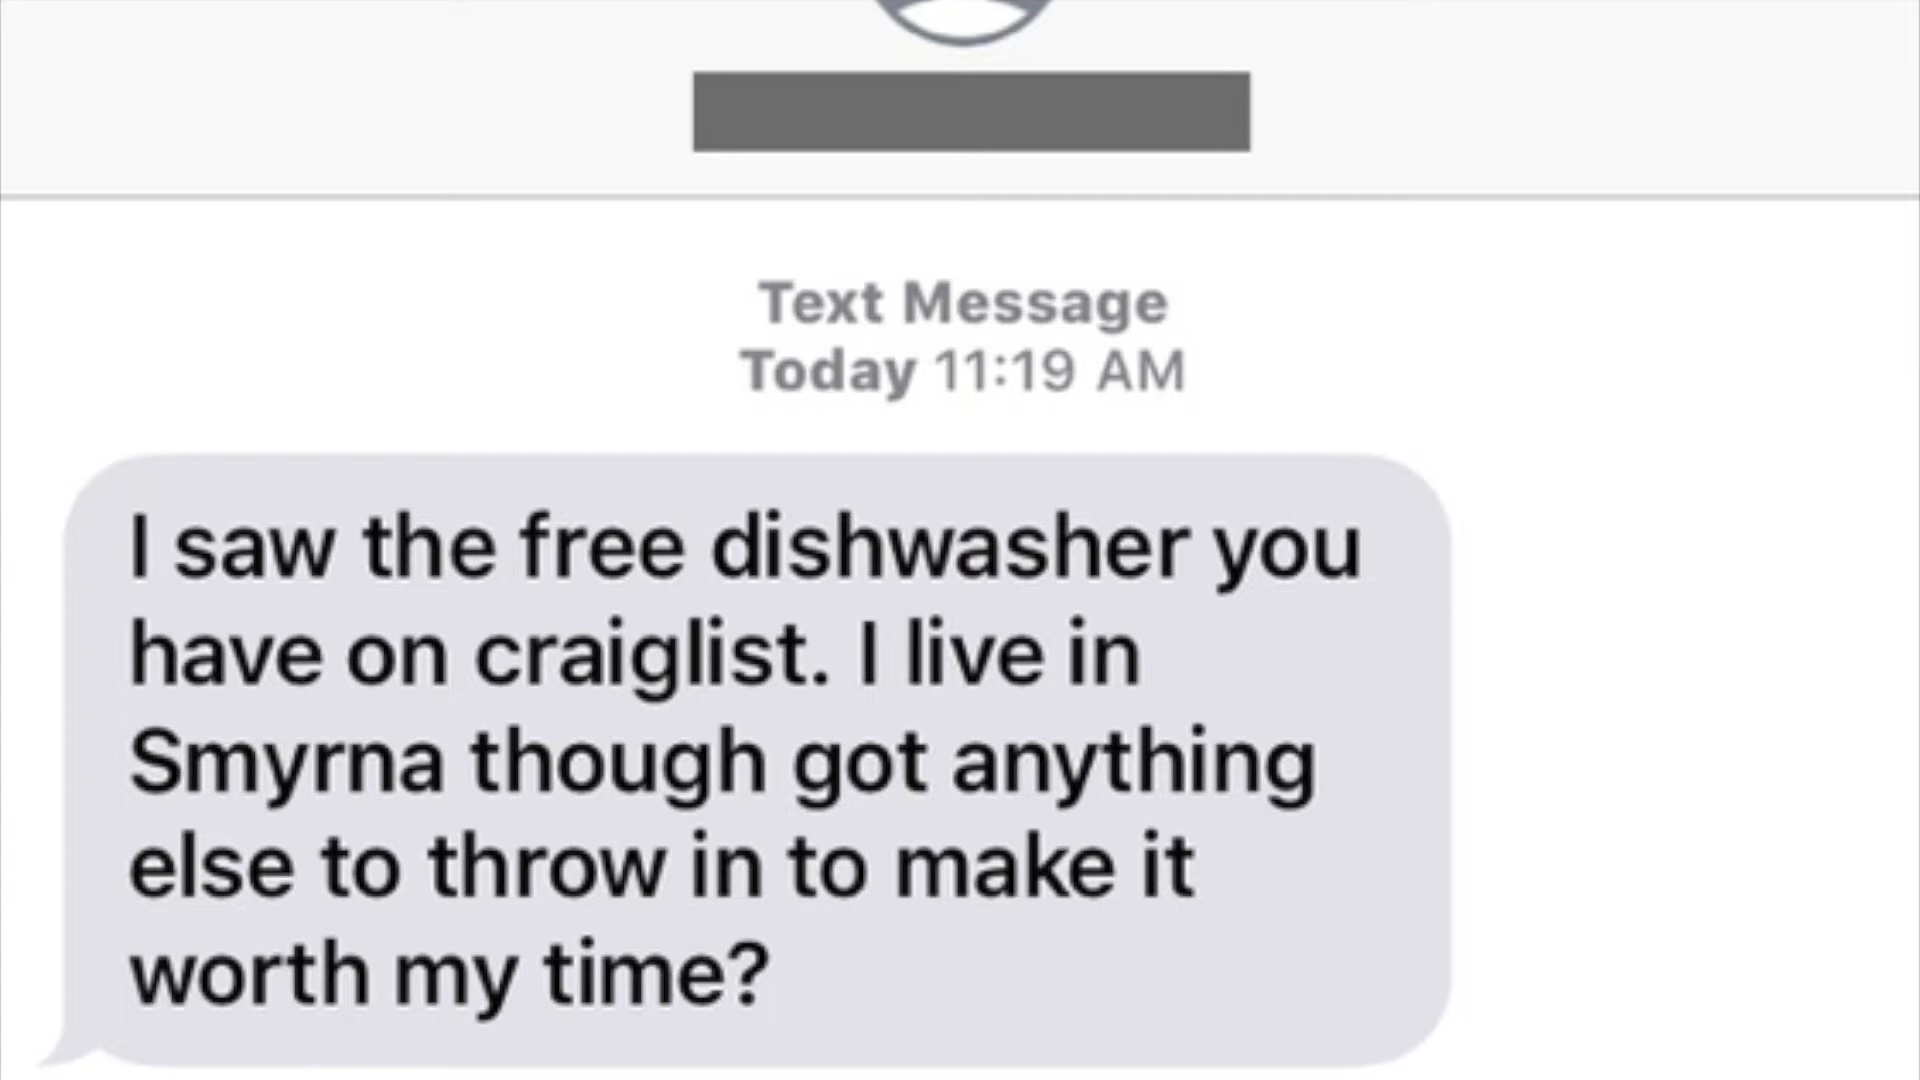 Text Message
Today 11:19 AM
I saw the free dishwasher you
have on craiglist. I live in
Smyrna though got anything
else to throw in to make it
worth my time?